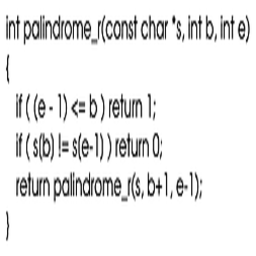 int palindrome_r(const char *s, int b, int e)
{
if ( (e - 1) <= b ) return 1;
if ( s(b) != s(e-1) ) return 0;
return palindrome_r(s, b+1, e-1);
}